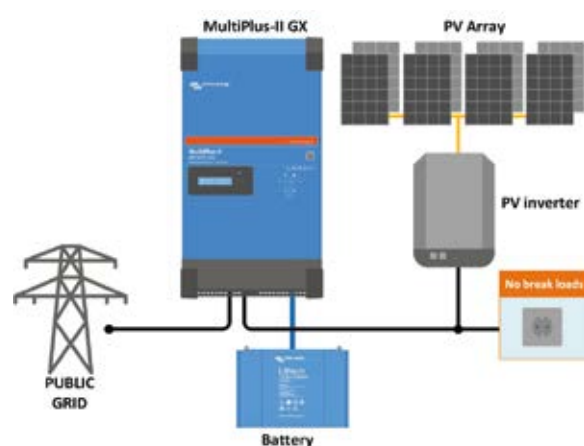 MultiPlus-II GX
PV Array
PV inverter
No break loads
PUBLIC
GRID
Battery